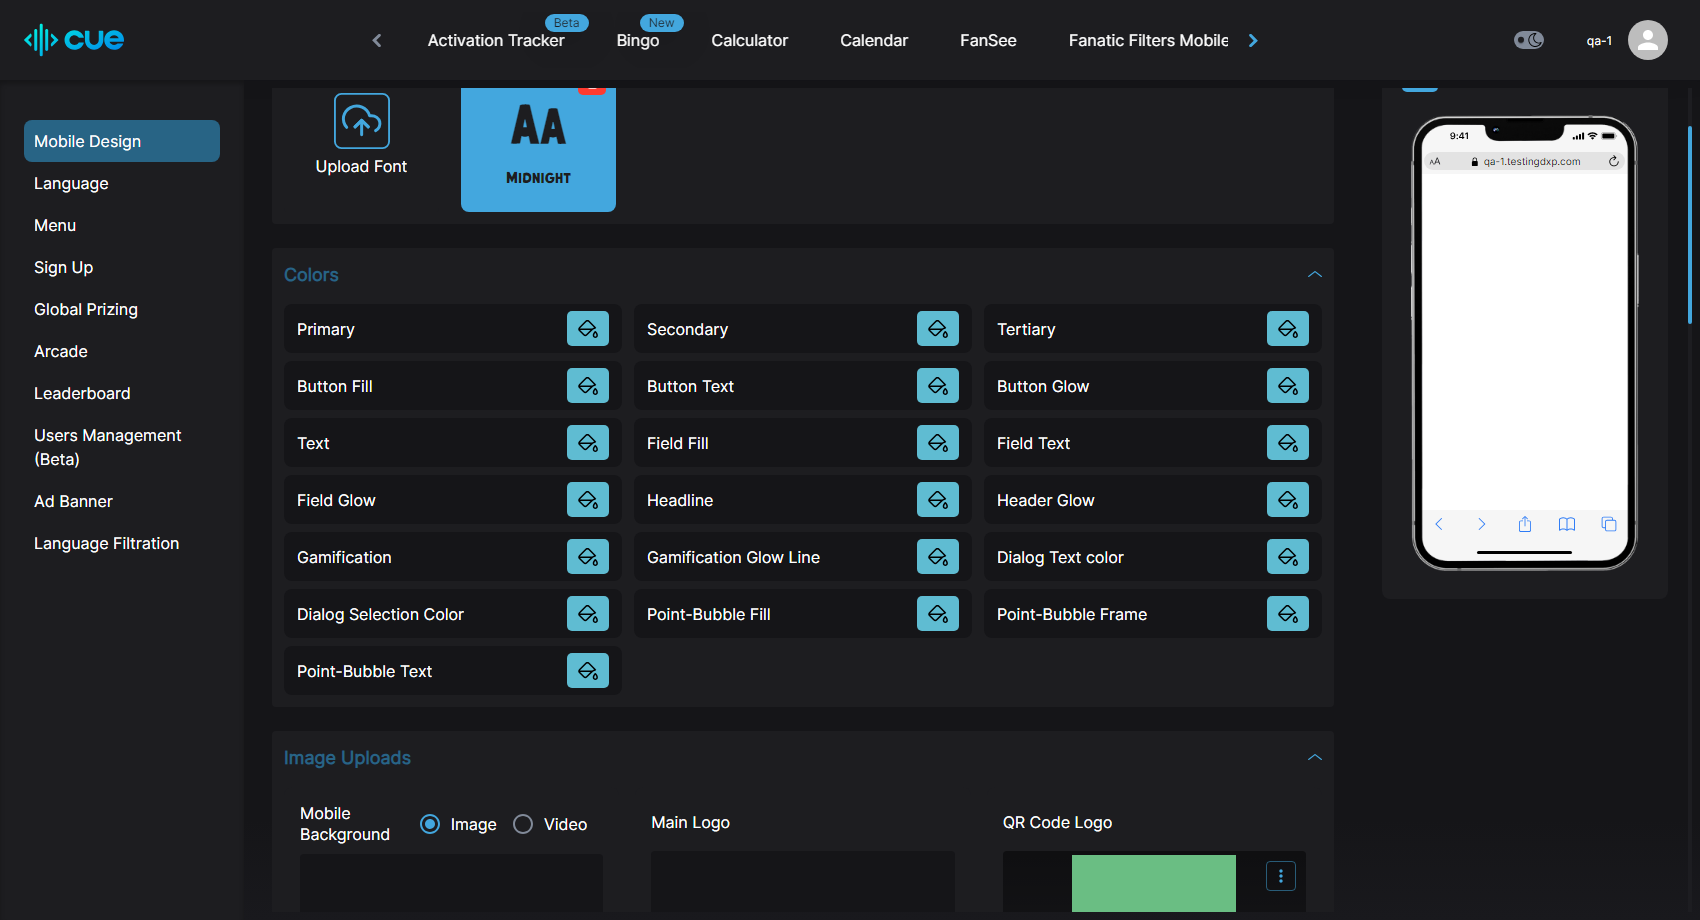 cue
Activation Tracker
Beta
Bingo
New
Calculator
Calendar
FanSee
Fanatic Filters Mobile
qa-1
Mobile Design
Language
Menu
Sign Up
Global Prizing
Arcade
Leaderboard
Users Management
(Beta)
Ad Banner
Language Filtration
Upload Font
AA
MIDNIGHT
Colors
Primary
Secondary
Tertiary
Button Fill
Button Text
Button Glow
Text
Field Fill
Field Text
Field Glow
Headline
Header Glow
Gamification
Gamification Glow Line
Dialog Text color
Dialog Selection Color
Point-Bubble Fill
Point-Bubble Frame
Point-Bubble Text
Image Uploads
Mobile
Background
Image
Video
Main Logo
QR Code Logo
9:41
AA
qa-1.testingdxp.com